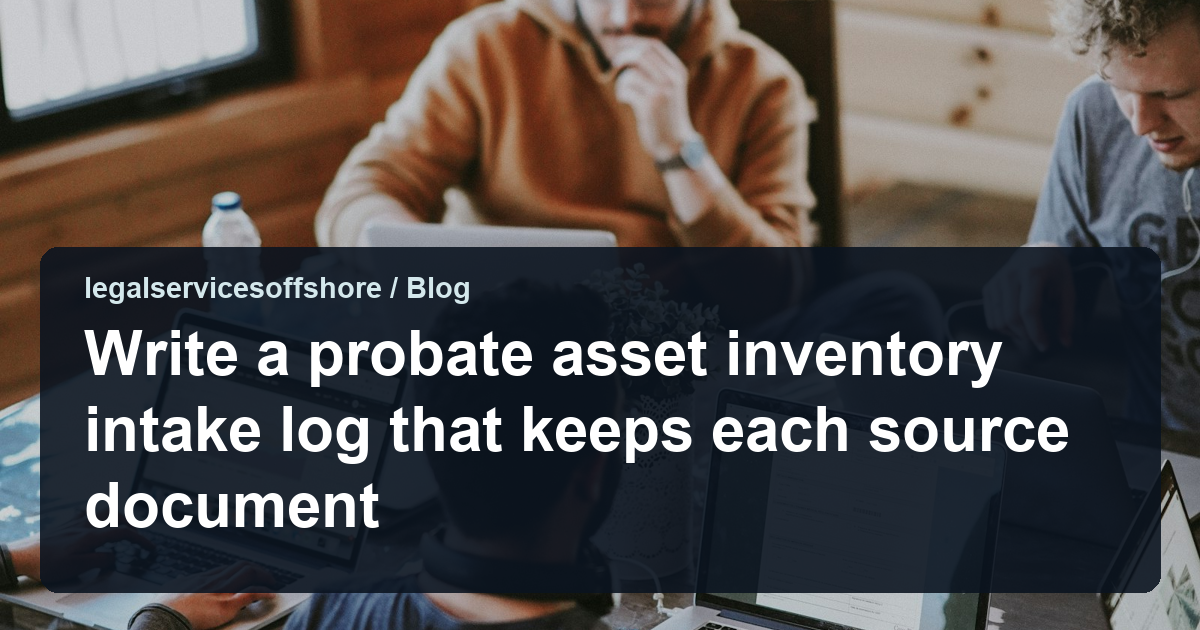 legalservicesoffshore / Blog
Write a probate asset inventory
intake log that keeps each source
document